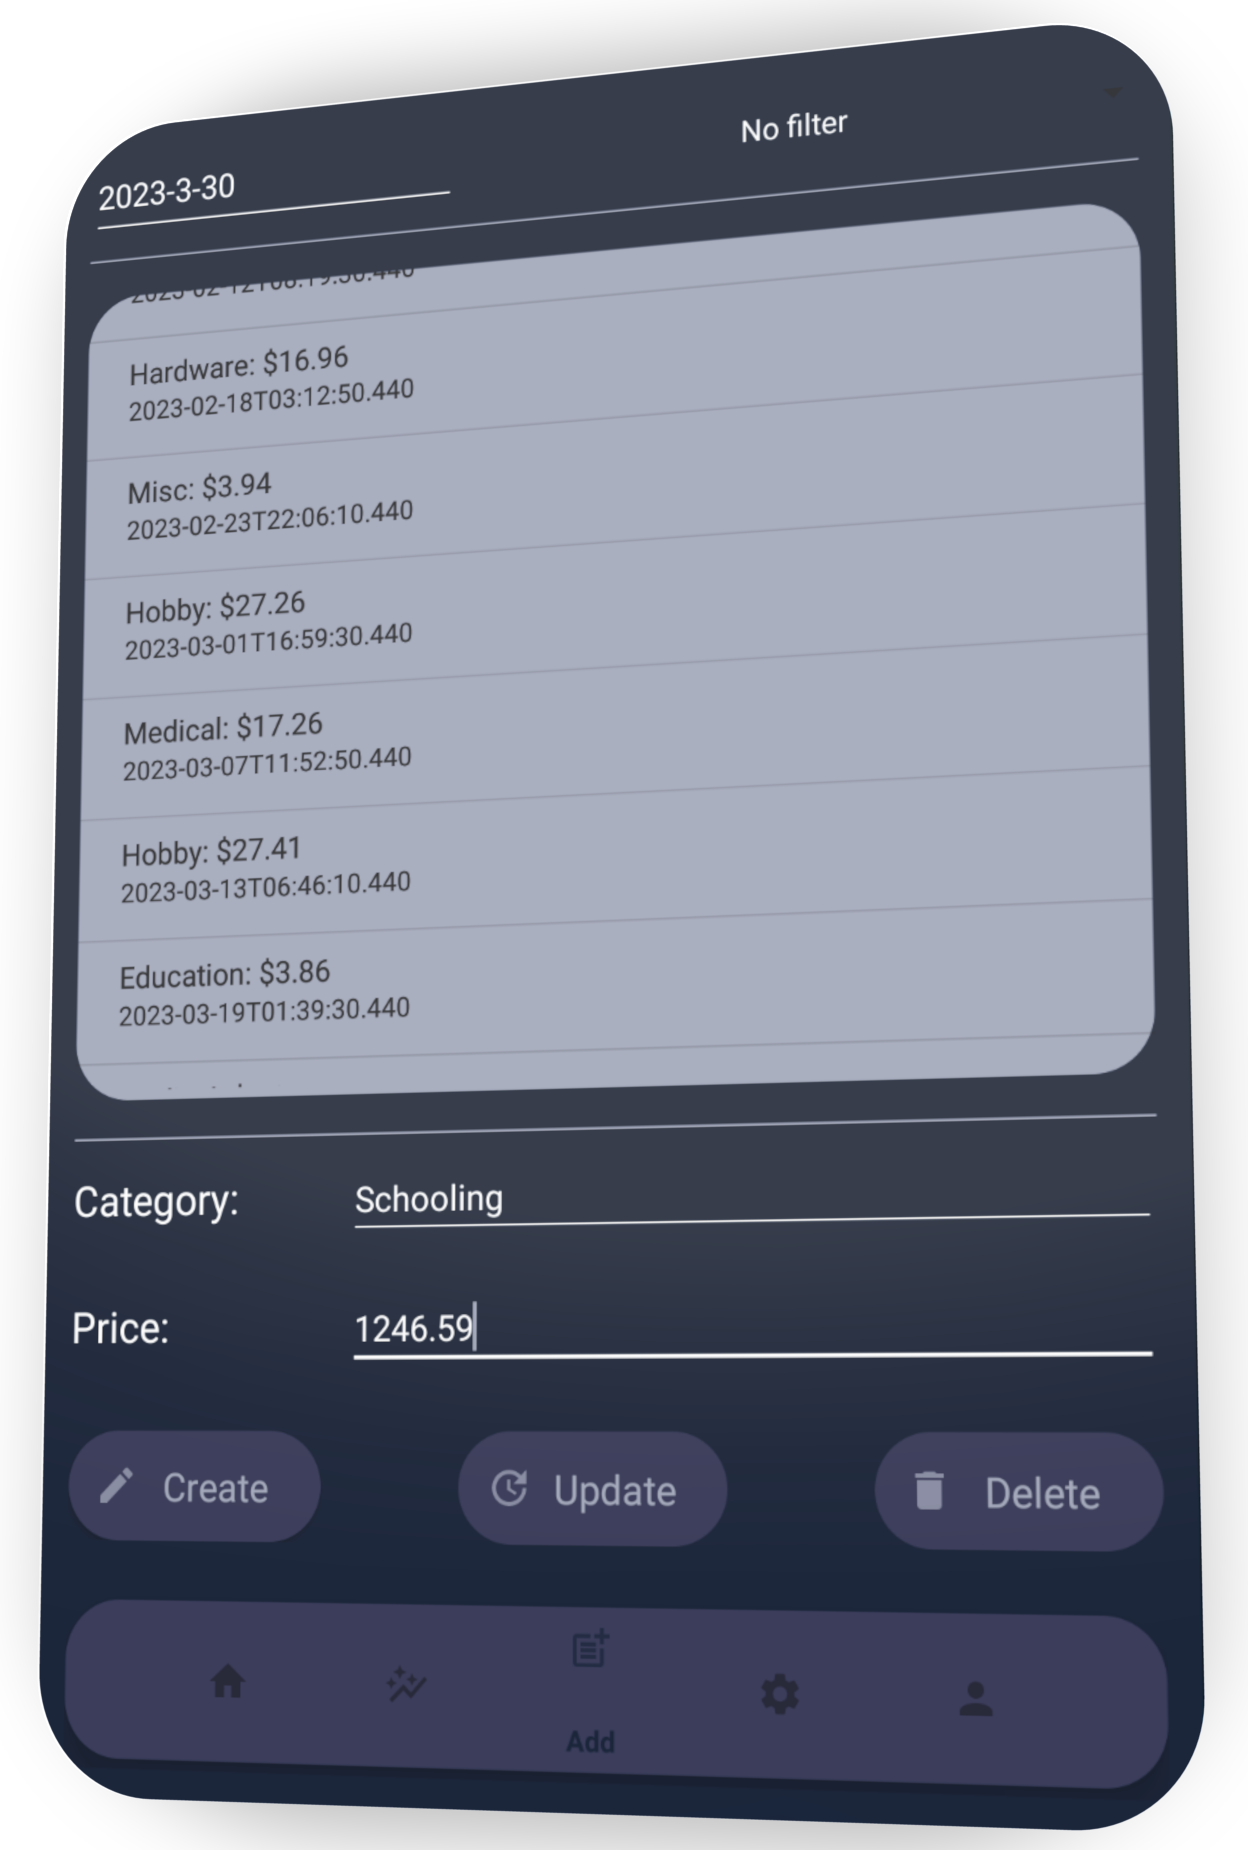 2023-3-30
No filter
Hardware: $16.96
2023-02-18T03:12:50.440
Misc: $3.94
2023-02-23T22:06:10.440
Hobby: $27.26
2023-03-01T16:59:30.440
Medical: $17.26
2023-03-07T11:52:50.440
Hobby: $27.41
2023-03-13T06:46:10.440
Education: $3.86
2023-03-19T01:39:30.440
Category:
Schooling
Price:
1246.59
Create
Update
Delete
Add